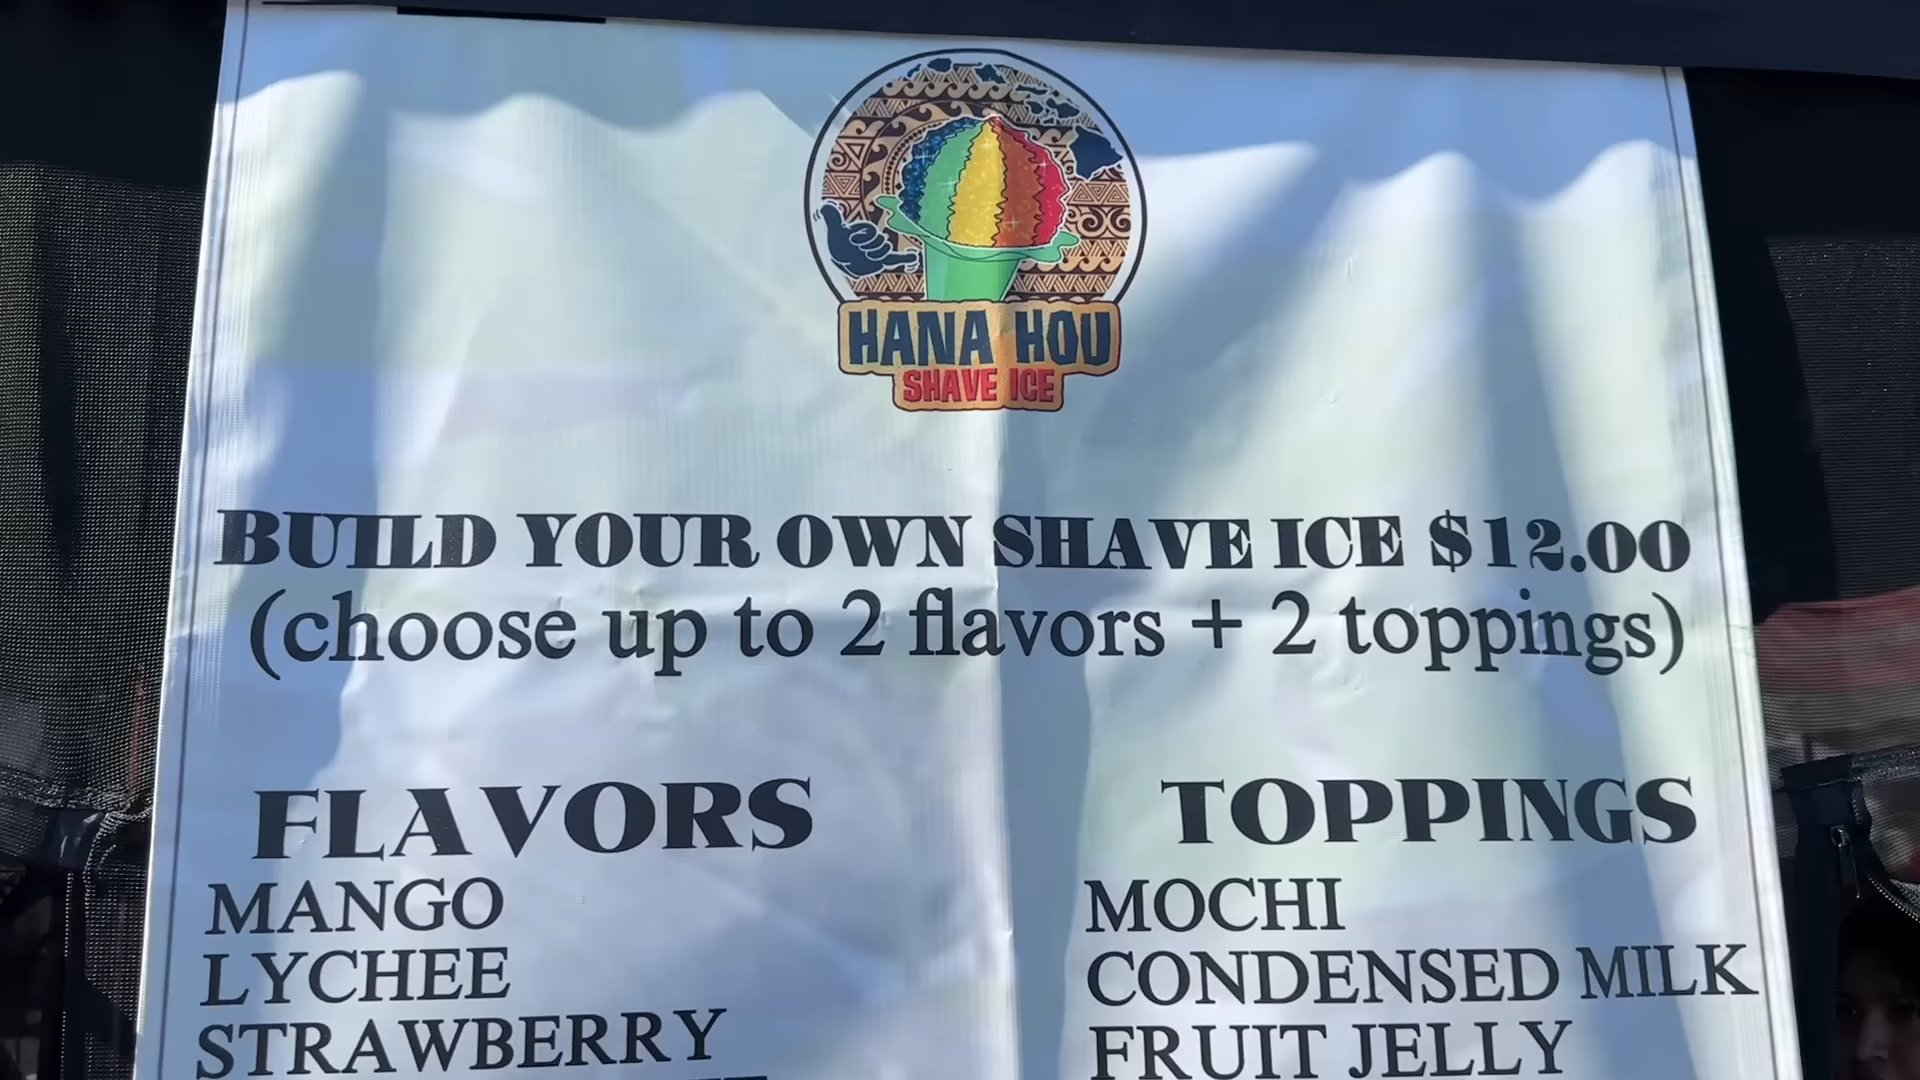 HANA HOU
SHAVE ICE
BUILD YOUR OWN SHAVE ICE $12.00
(choose up to 2 flavors + 2 toppings)
FLAVORS
MANGO
LYCHEE
STRAWBERRY
TOPPINGS
MOCHI
CONDENSED MILK
FRUIT JELLY